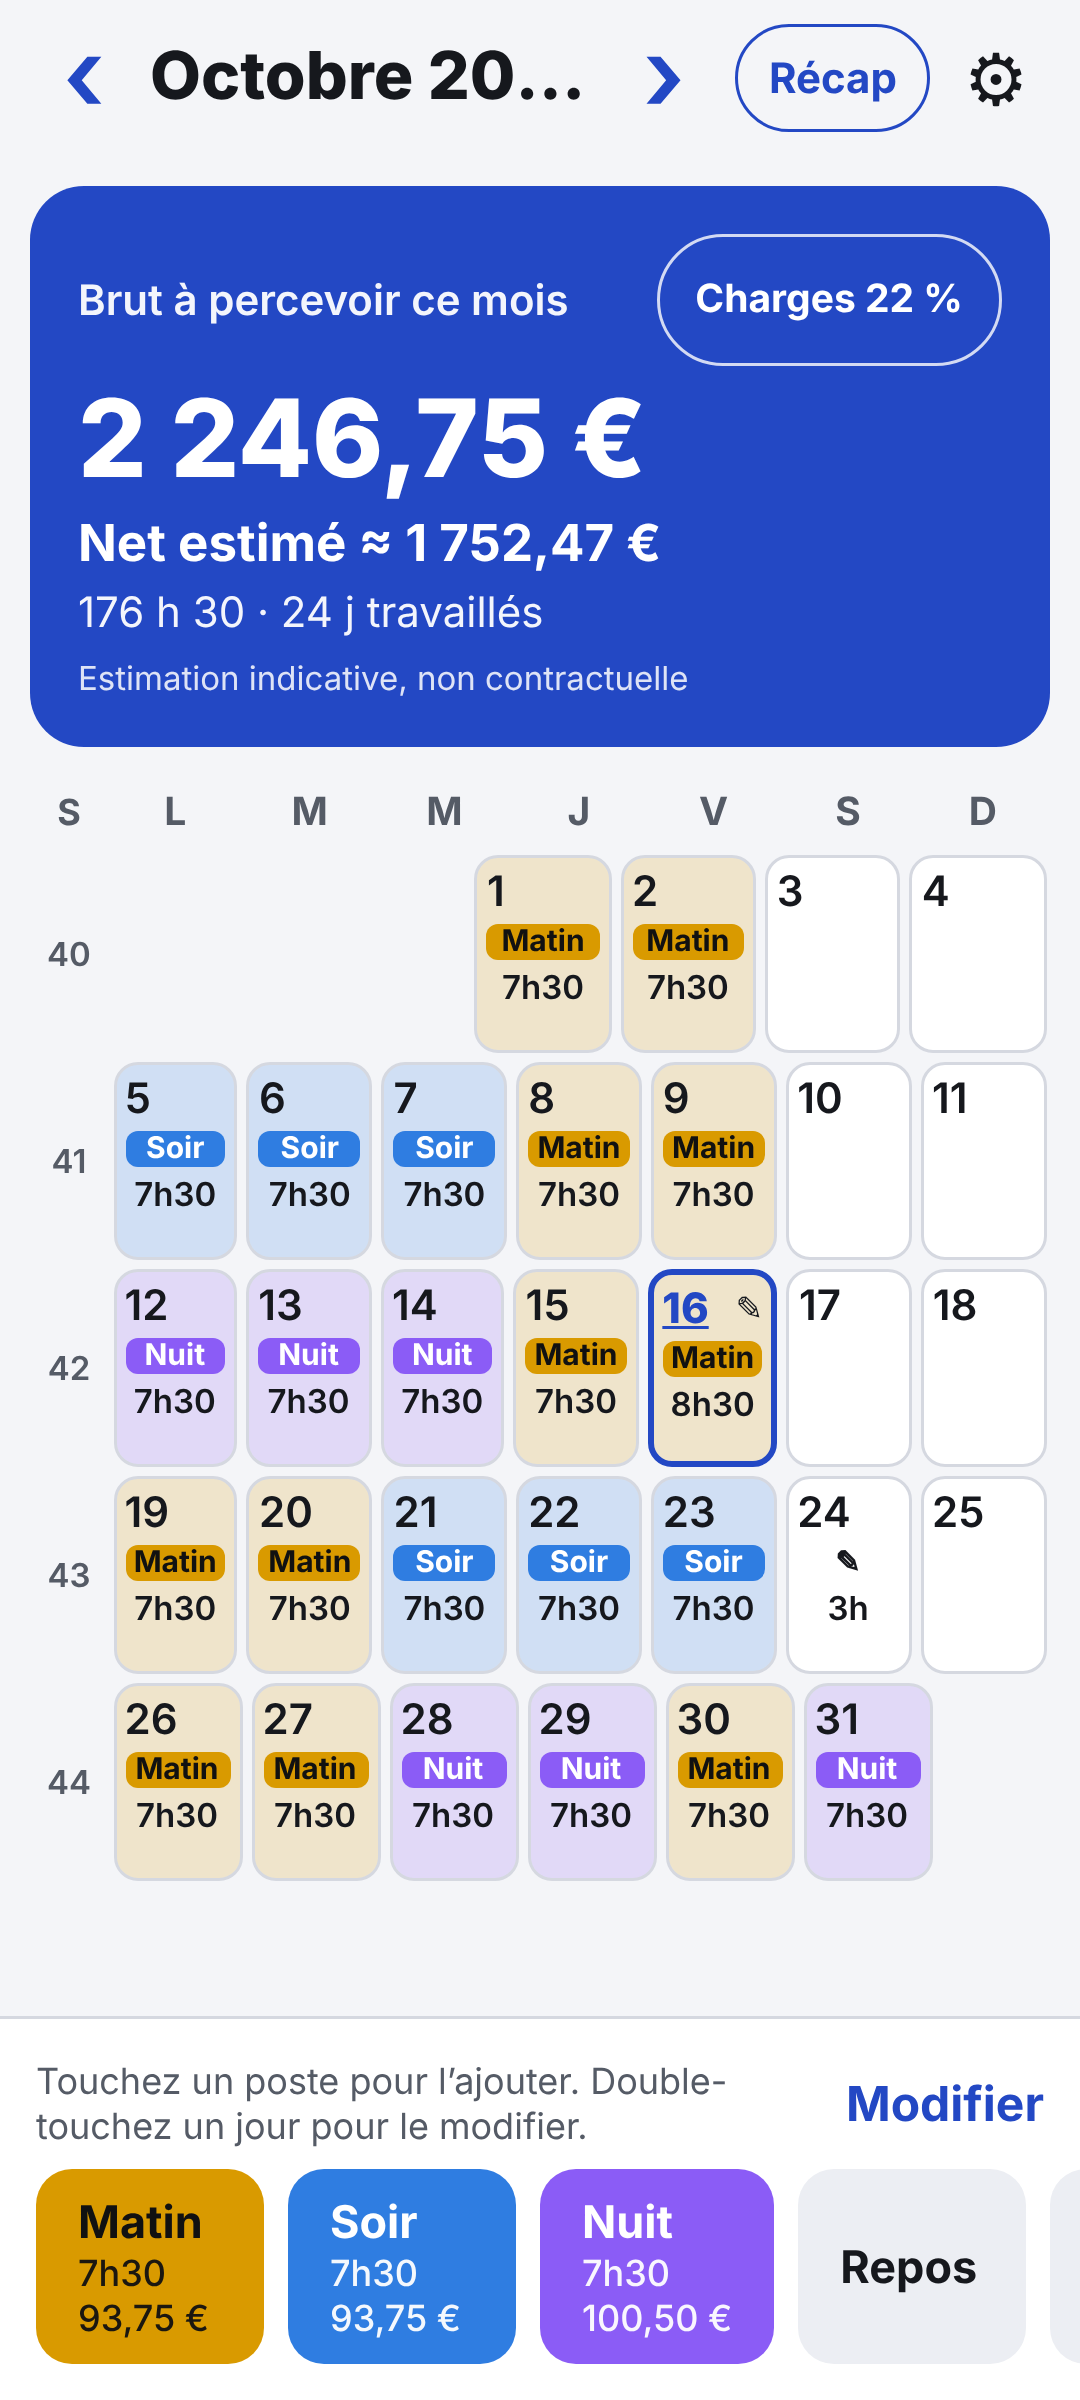 Octobre 20...
Récap
Brut à percevoir ce mois
Charges 22 %
2 246,75 €
Net estimé ≈ 1 752,47 €
176 h 30 · 24 j travaillés
Estimation indicative, non contractuelle
S L M M J V S D
40
1 2 3 4
Matin Matin
7h30 7h30
41
5 6 7 8 9 10 11
Soir Soir Soir Matin Matin
7h30 7h30 7h30 7h30 7h30
42
12 13 14 15 16 17 18
Nuit Nuit Nuit Matin Matin
7h30 7h30 7h30 7h30 8h30
43
19 20 21 22 23 24 25
Matin Matin Soir Soir Soir
7h30 7h30 7h30 7h30 7h30 3h
44
26 27 28 29 30 31
Matin Matin Nuit Nuit Matin Nuit
7h30 7h30 7h30 7h30 7h30 7h30
Touchez un poste pour l’ajouter. Double-
touchez un jour pour le modifier.
Modifier
Matin
7h30
93,75 €
Soir
7h30
93,75 €
Nuit
7h30
100,50 €
Repos